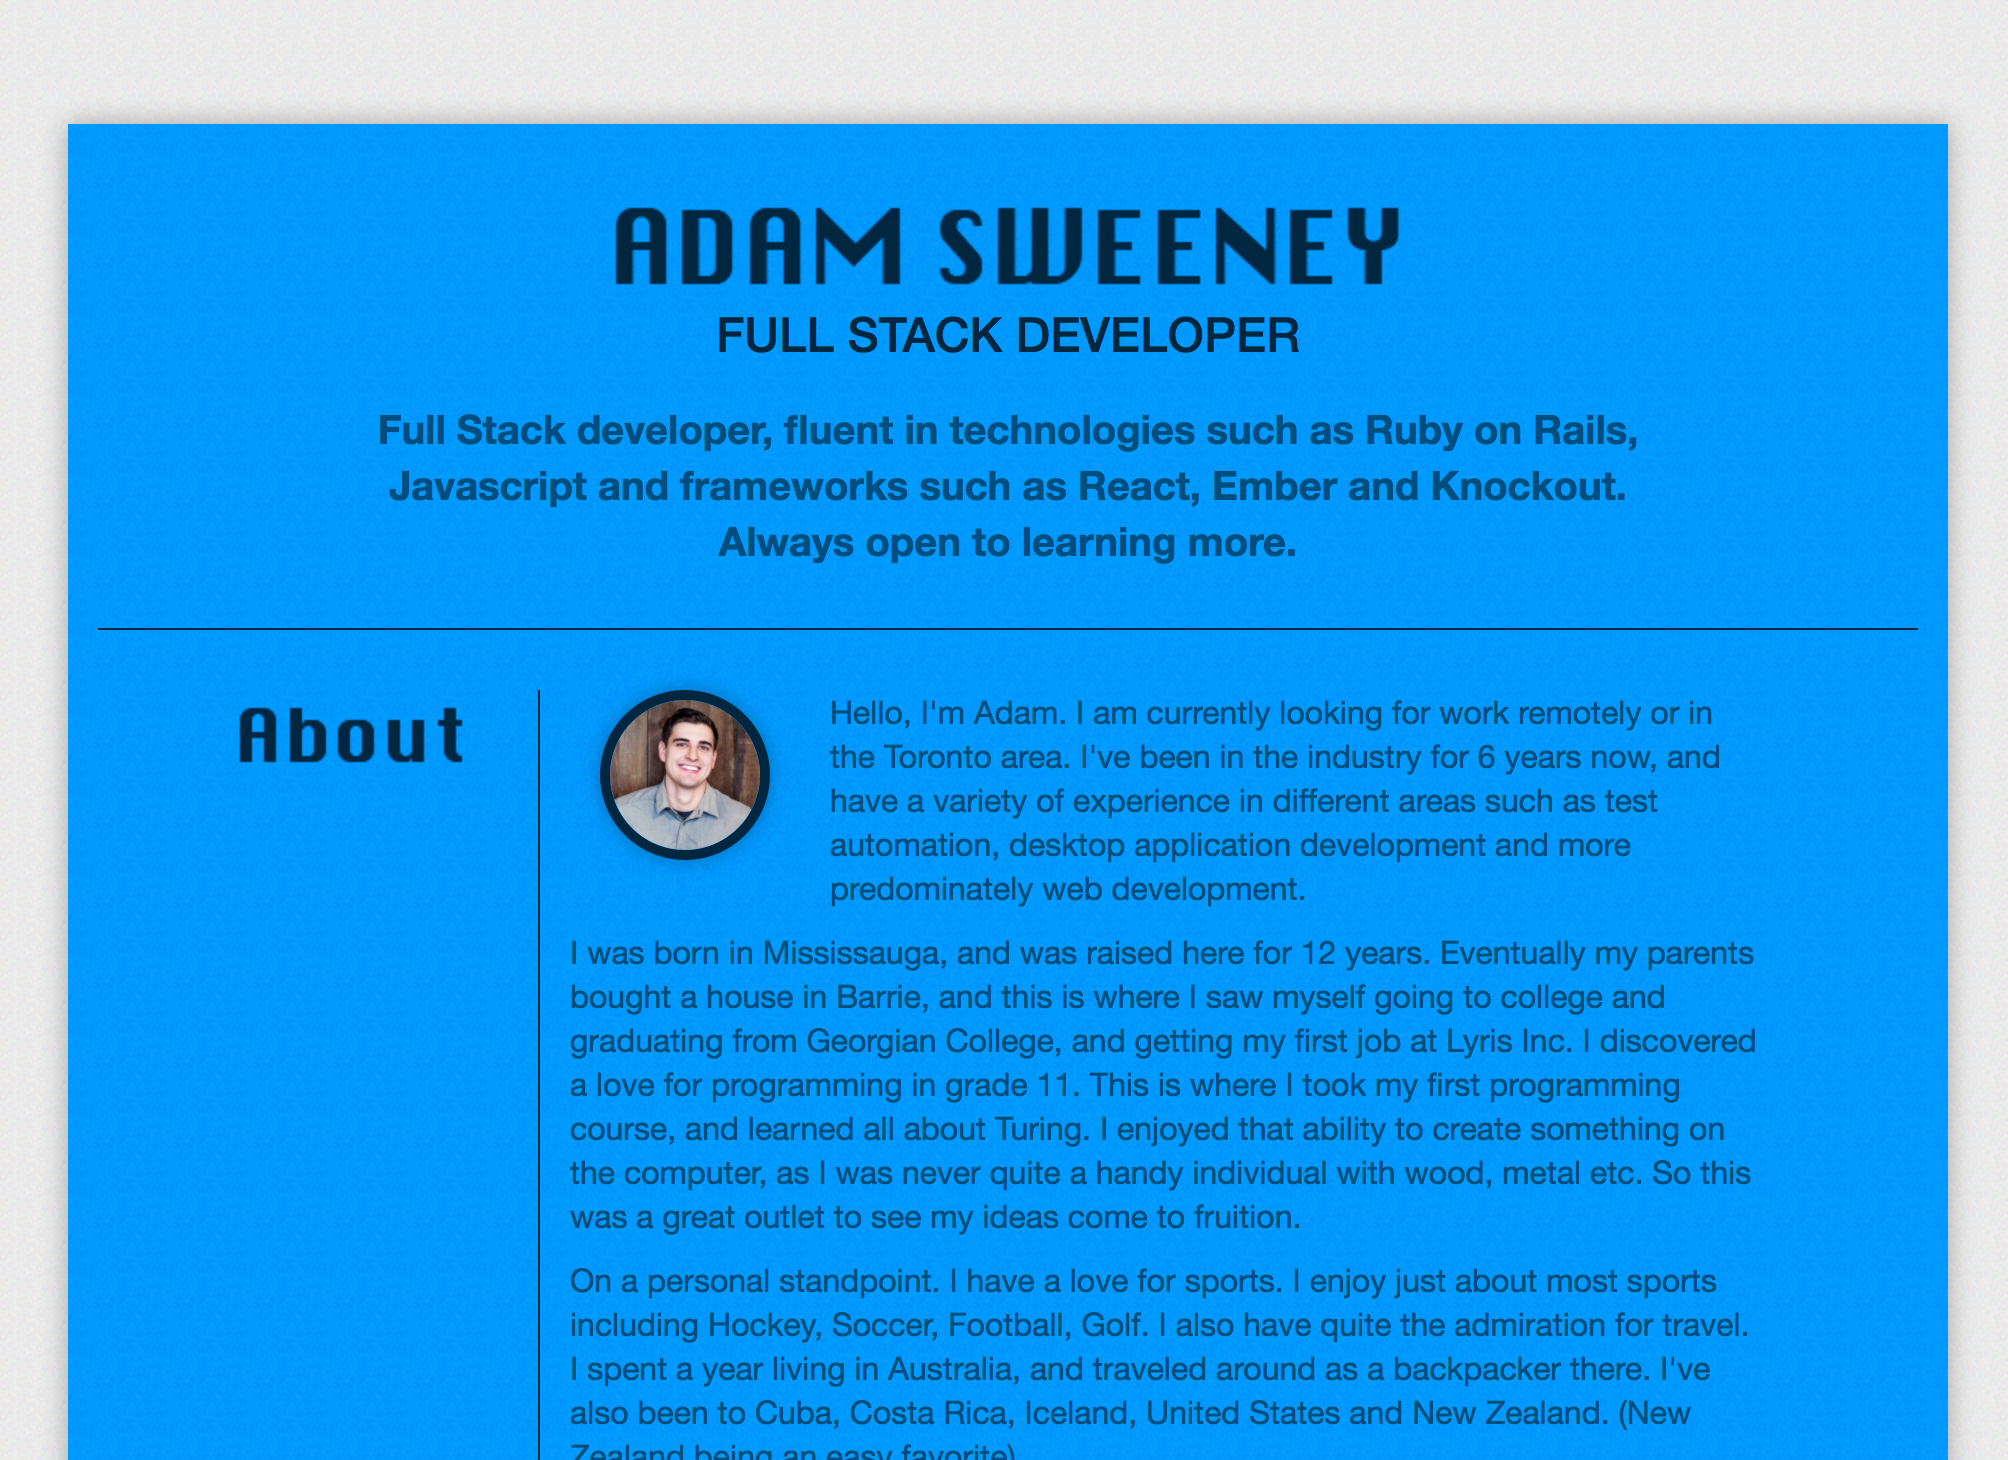 ADAM SWEENEY
FULL STACK DEVELOPER
Full Stack developer, fluent in technologies such as Ruby on Rails,
Javascript and frameworks such as React, Ember and Knockout.
Always open to learning more.
About
Hello, I'm Adam. I am currently looking for work remotely or in
the Toronto area. I've been in the industry for 6 years now, and
have a variety of experience in different areas such as test
automation, desktop application development and more
predominately web development.
I was born in Mississauga, and was raised here for 12 years. Eventually my parents
bought a house in Barrie, and this is where I saw myself going to college and
graduating from Georgian College, and getting my first job at Lyris Inc. I discovered
a love for programming in grade 11. This is where I took my first programming
course, and learned all about Turing. I enjoyed that ability to create something on
the computer, as I was never quite a handy individual with wood, metal etc. So this
was a great outlet to see my ideas come to fruition.
On a personal standpoint. I have a love for sports. I enjoy just about most sports
including Hockey, Soccer, Football, Golf. I also have quite the admiration for travel.
I spent a year living in Australia, and traveled around as a backpacker there. I've
also been to Cuba, Costa Rica, Iceland, United States and New Zealand. (New
Zealand being an easy favorite)